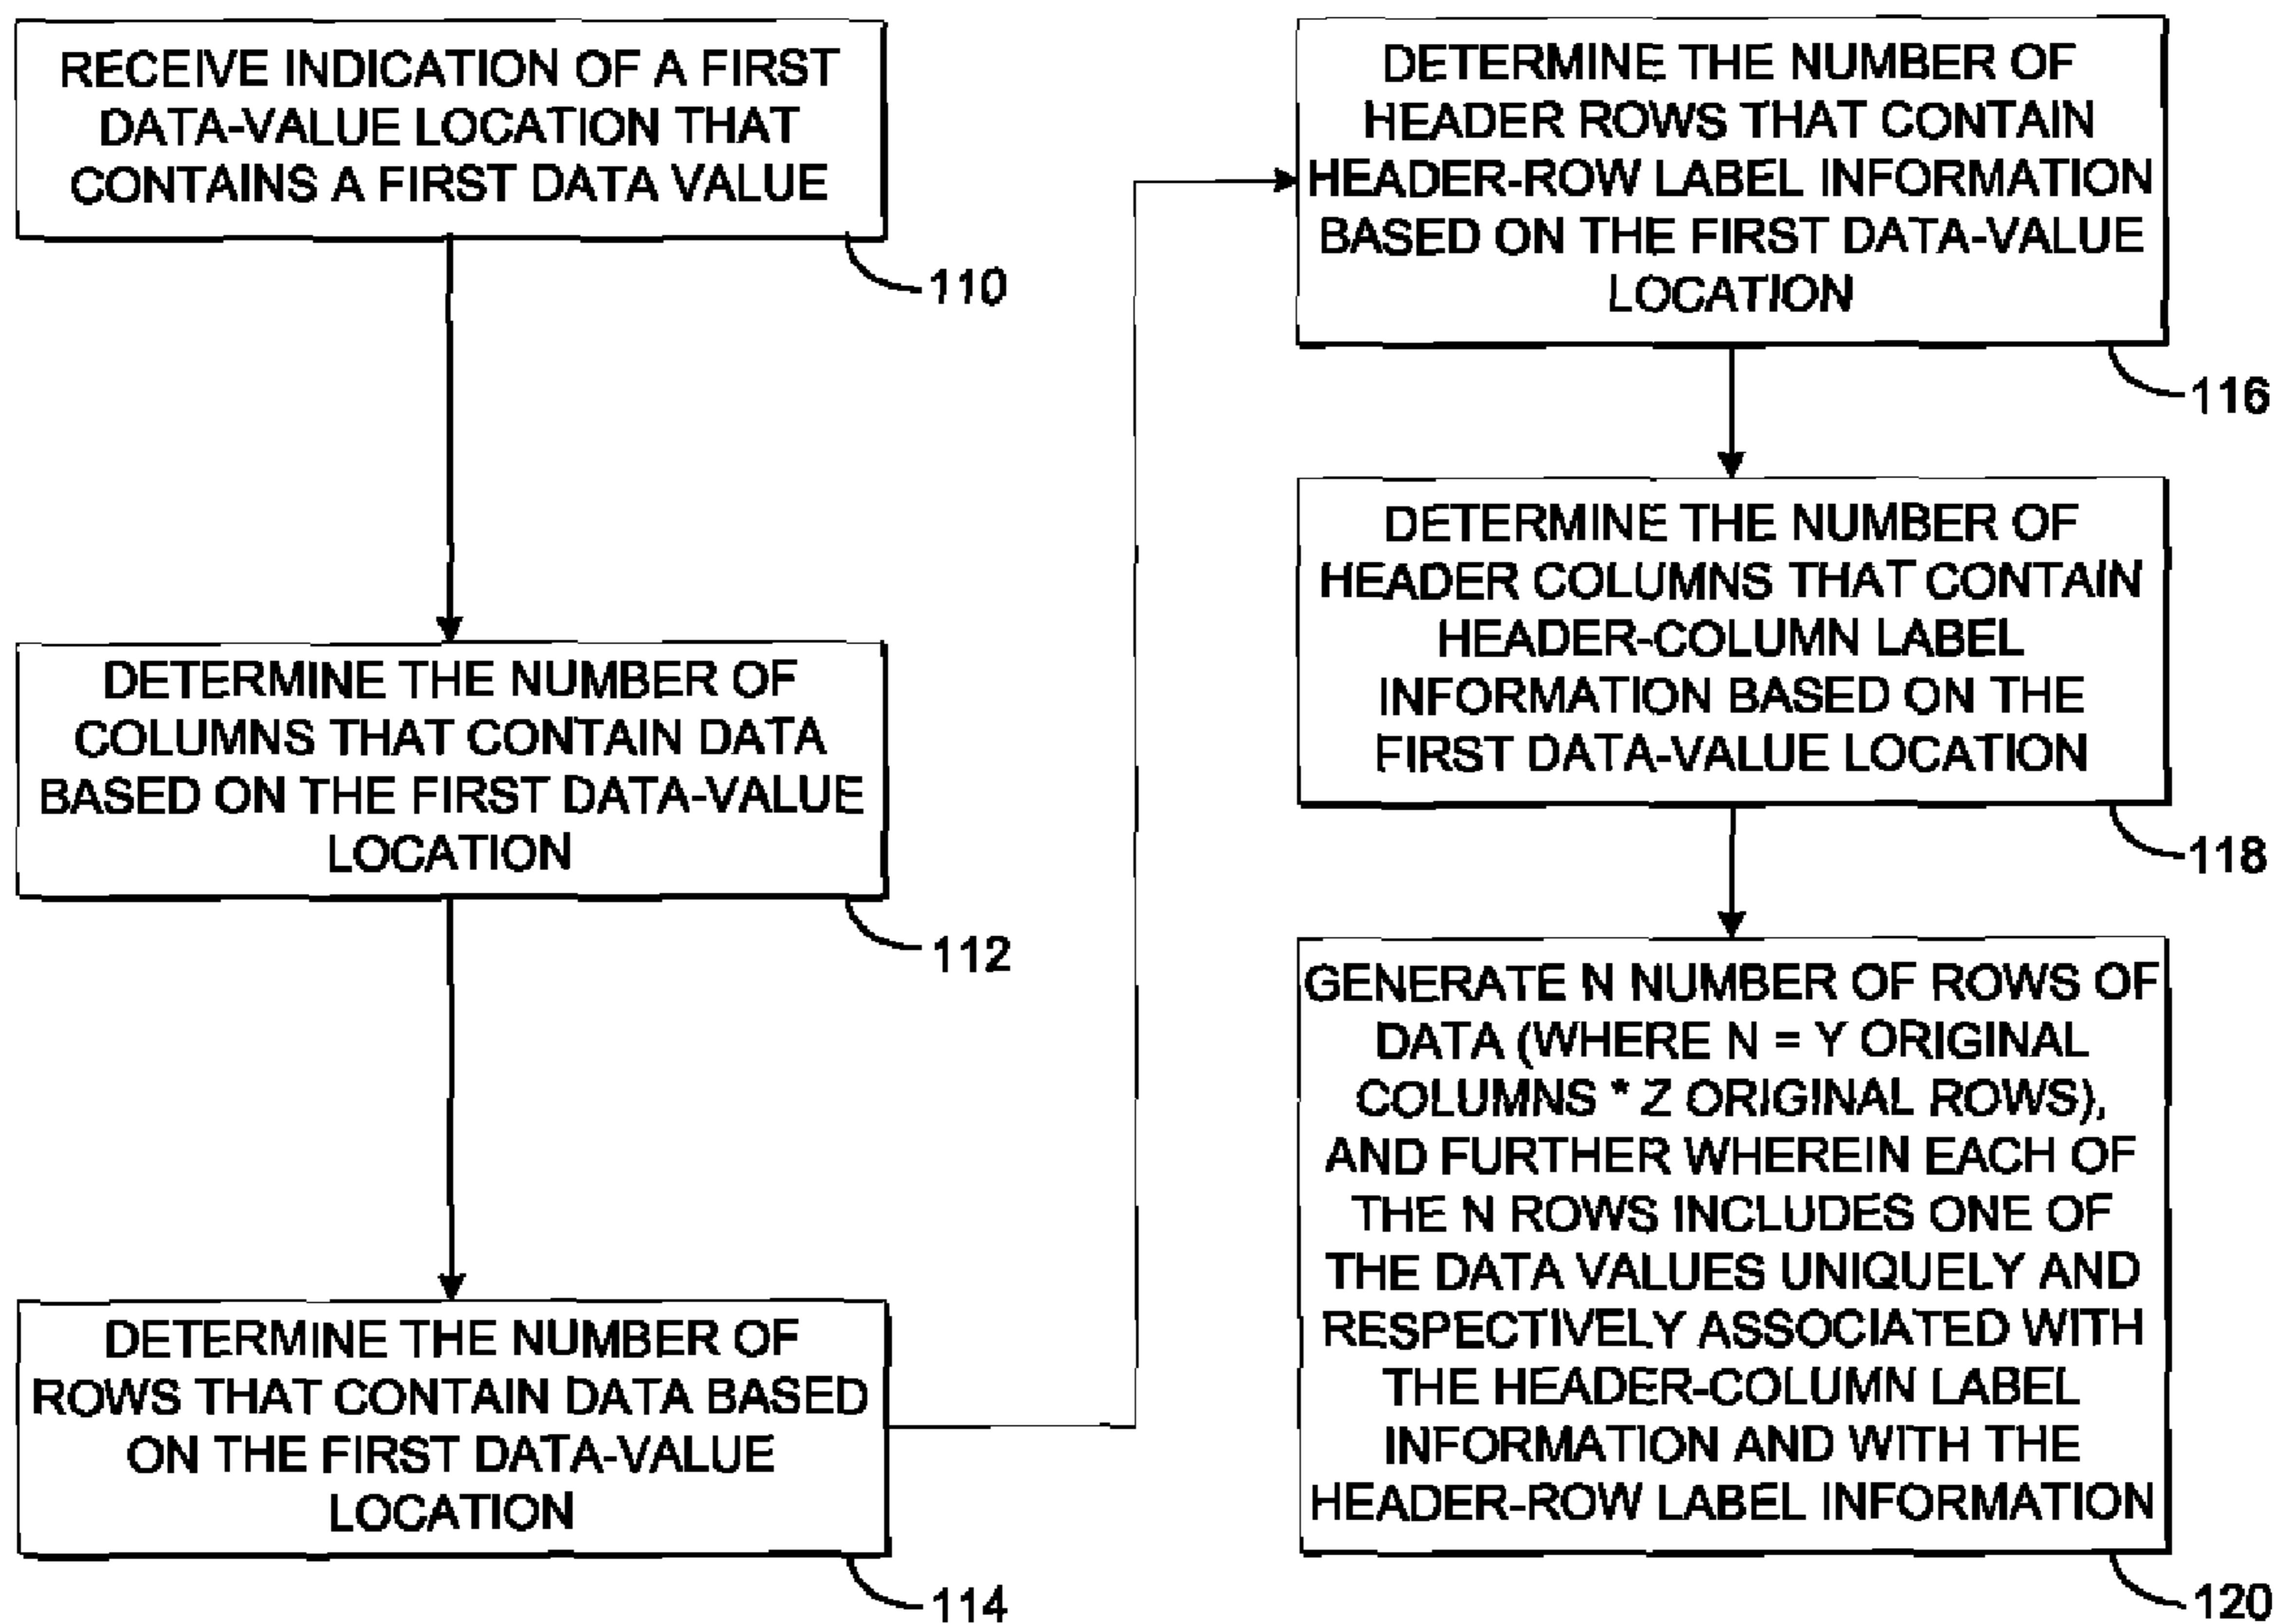 RECEIVE INDICATION OF A FIRST
DATA-VALUE LOCATION THAT
CONTAINS A FIRST DATA VALUE
110
DETERMINE THE NUMBER OF
COLUMNS THAT CONTAIN DATA
BASED ON THE FIRST DATA-VALUE
LOCATION
112
DETERMINE THE NUMBER OF
ROWS THAT CONTAIN DATA BASED
ON THE FIRST DATA-VALUE
LOCATION
114
DETERMINE THE NUMBER OF
HEADER ROWS THAT CONTAIN
HEADER-ROW LABEL INFORMATION
BASED ON THE FIRST DATA-VALUE
LOCATION
116
DETERMINE THE NUMBER OF
HEADER COLUMNS THAT CONTAIN
HEADER-COLUMN LABEL
INFORMATION BASED ON THE
FIRST DATA-VALUE LOCATION
118
GENERATE N NUMBER OF ROWS OF
DATA (WHERE N = Y ORIGINAL
COLUMNS * Z ORIGINAL ROWS),
AND FURTHER WHEREIN EACH OF
THE N ROWS INCLUDES ONE OF
THE DATA VALUES UNIQUELY AND
RESPECTIVELY ASSOCIATED WITH
THE HEADER-COLUMN LABEL
INFORMATION AND WITH THE
HEADER-ROW LABEL INFORMATION
120